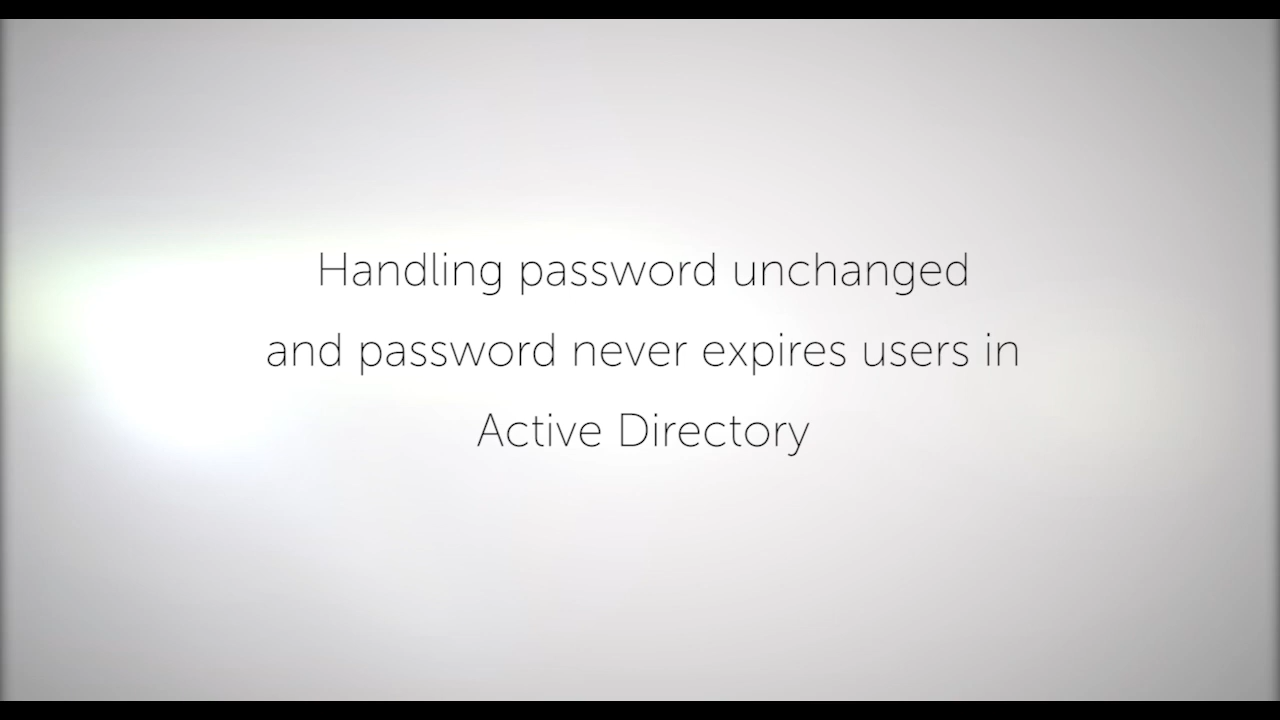 Handling password unchanged
and password never expires users in
Active Directory